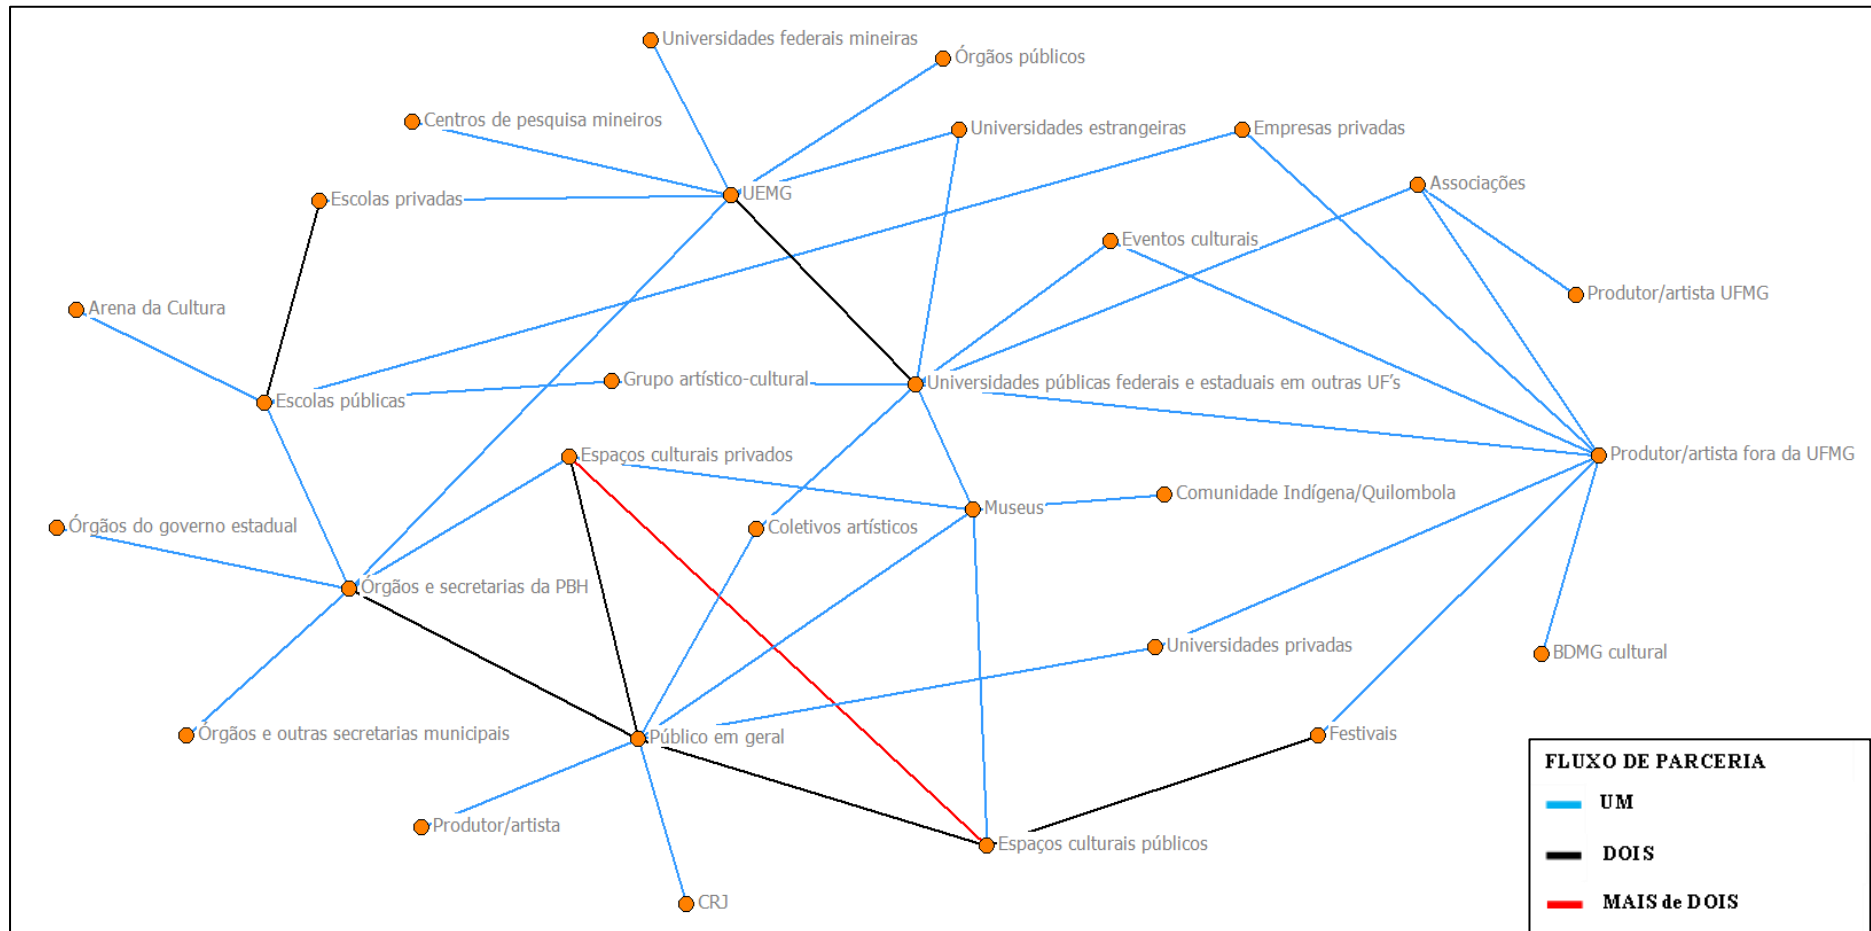 Universidades federais mineiras
Órgãos públicos
Centros de pesquisa mineiros
Universidades estrangeiras
Empresas privadas
Escolas privadas
UEMG
Associações
Eventos culturais
Arena da Cultura
Produtor/artista UFMG
Grupo artístico-cultural
Universidades públicas federais e estaduais em outras UF's
Escolas públicas
Espaços culturais privados
Produtor/artista fora da UFMG
Comunidade Indígena/Quilombola
Museus
Órgãos do governo estadual
Coletivos artísticos
Órgãos e secretarias da PBH
Universidades privadas
BDMG cultural
Órgãos e outras secretarias municipais
Público em geral
Festivais
Produtor/artista
Espaços culturais públicos
CRJ
FLUXO DE PARCERIA
UM
DOIS
MAIS de DOIS